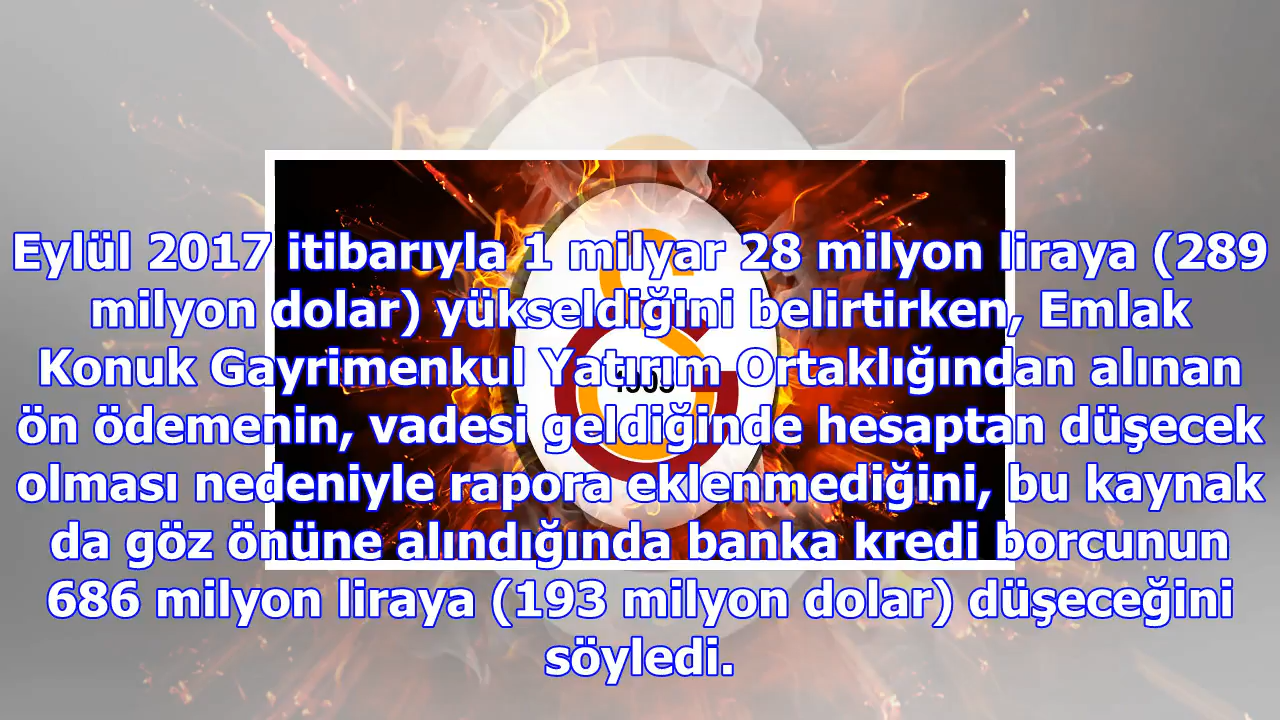 Eylül 2017 itibarıyla 1 milyar 28 milyon liraya (289
milyon dolar) yükseldiğini belirtirken, Emlak
Konuk Gayrimenkul Yatırım Ortaklığından alınan
ön ödemenin, vadesi geldiğinde hesaptan düşecek
olması nedeniyle rapora eklenmediğini, bu kaynak
da göz önüne alındığında banka kredi borcunun
686 milyon liraya (193 milyon dolar) düşeceğini
söyledi.